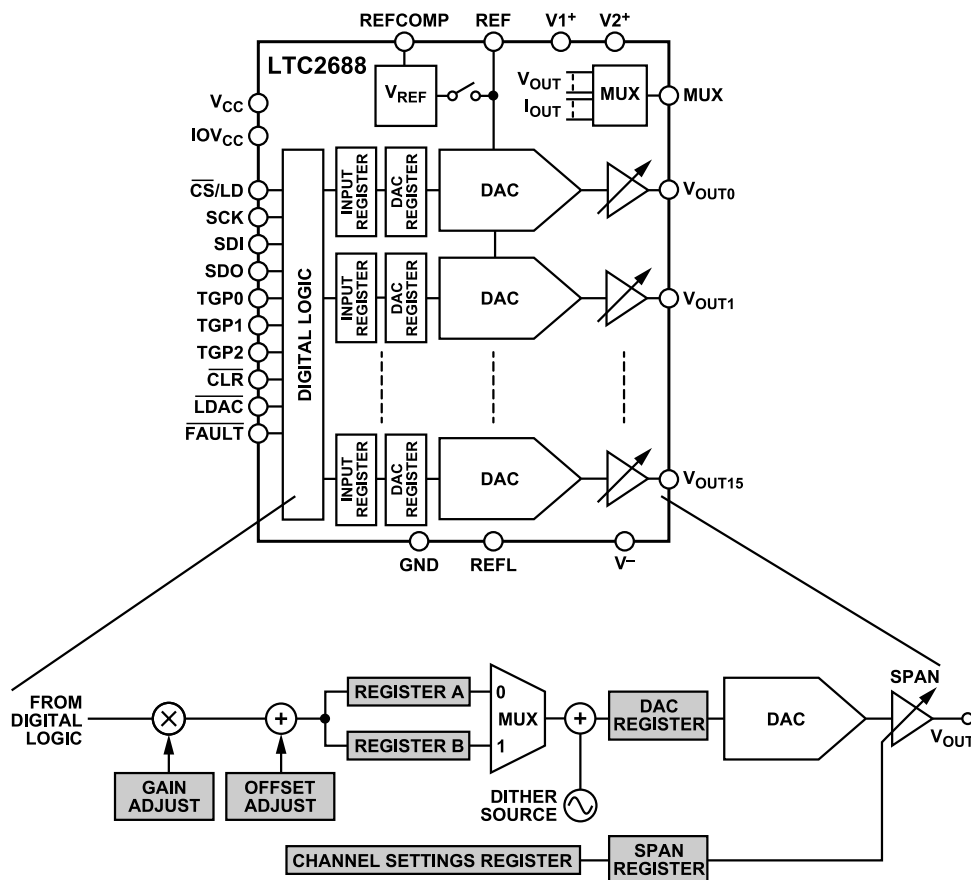 REFCOMP
REF
V1+
V2+
LTC2688
VREF
VOUT
IOUT
MUX
MUX
VCC
IOVCC
CS/LD
SCK
SDI
SDO
TGP0
TGP1
TGP2
CLR
LDAC
FAULT
DIGITAL LOGIC
INPUT
REGISTER
DAC
REGISTER
DAC
VOUT0
INPUT
REGISTER
DAC
REGISTER
DAC
VOUT1
INPUT
REGISTER
DAC
REGISTER
DAC
VOUT15
GND
REFL
V–
FROM
DIGITAL
LOGIC
GAIN
ADJUST
OFFSET
ADJUST
REGISTER A
REGISTER B
0
MUX
1
DITHER
SOURCE
DAC
REGISTER
DAC
SPAN
VOUT
CHANNEL SETTINGS REGISTER
SPAN
REGISTER